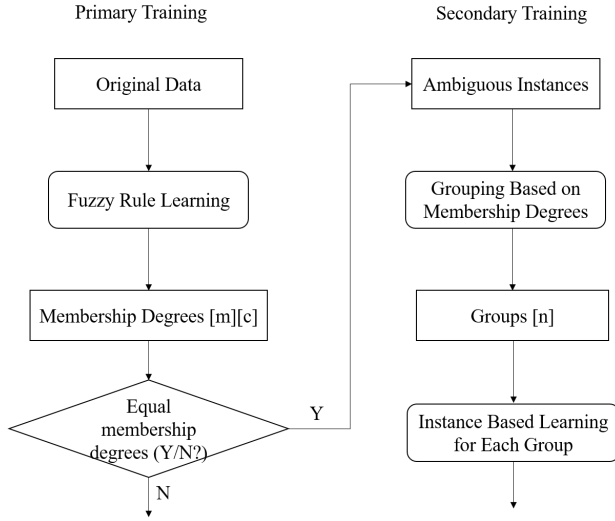 Primary Training
Original Data
Fuzzy Rule Learning
Membership Degrees [m][c]
Equal
membership
degrees (Y/N?)
Y
N
Secondary Training
Ambiguous Instances
Grouping Based on
Membership Degrees
Groups [n]
Instance Based Learning
for Each Group